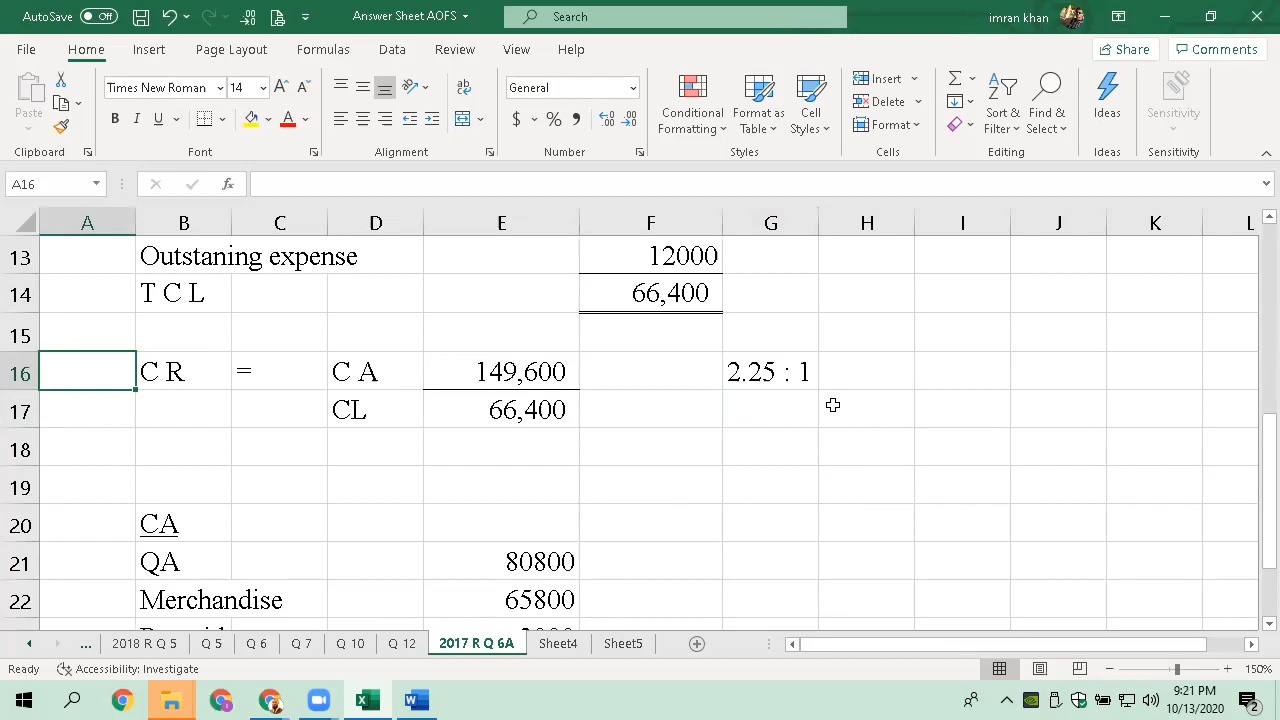 AutoSave Off Answer Sheet AOFS Search imran khan
File Home Insert Page Layout Formulas Data Review View Help Share Comments
Paste Times New Roman 14 General Conditional Formatting Format as Table Cell Styles Insert Delete Format Sort & Filter Find & Select Ideas Sensitivity
Clipboard Font Alignment Number Styles Cells Editing Ideas Sensitivity
A16 fx
A B C D E F G H I J K L
13 Outstaning expense 12000
14 T C L 66,400
15
16 C R = C A 149,600 2.25 : 1
17 CL 66,400
18
19
20 CA
21 QA 80800
22 Merchandise 65800
... 2018 R Q 5 Q 5 Q 6 Q 7 Q 10 Q 12 2017 R Q 6A Sheet4 Sheet5
Ready Accessibility: Investigate 150%
9:21 PM
10/13/2020
2